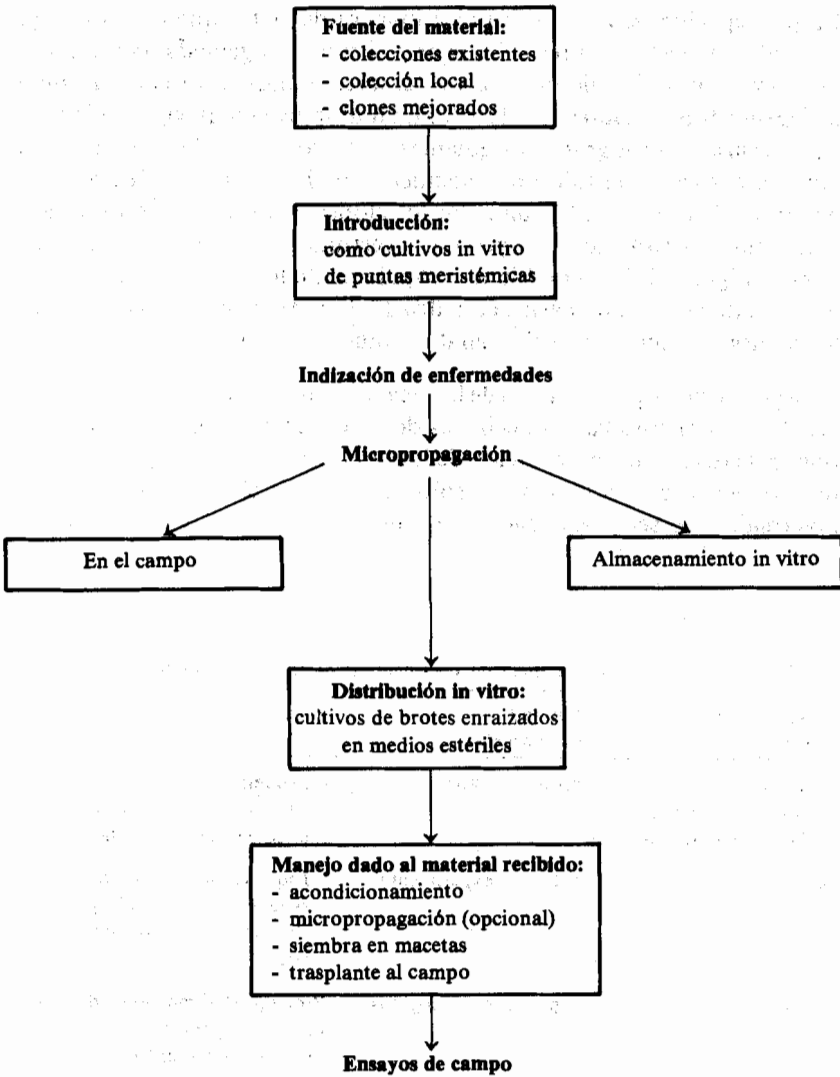 Fuente del material:
- colecciones existentes
- colección local
- clones mejorados
Introducción:
como cultivos in vitro
de puntas meristémicas
Indización de enfermedades
Micropropagación
En el campo
Almacenamiento in vitro
Distribución in vitro:
cultivos de brotes enraizados
en medios estériles
Manejo dado al material recibido:
- acondicionamiento
- micropropagación (opcional)
- siembra en macetas
- trasplante al campo
Ensayos de campo